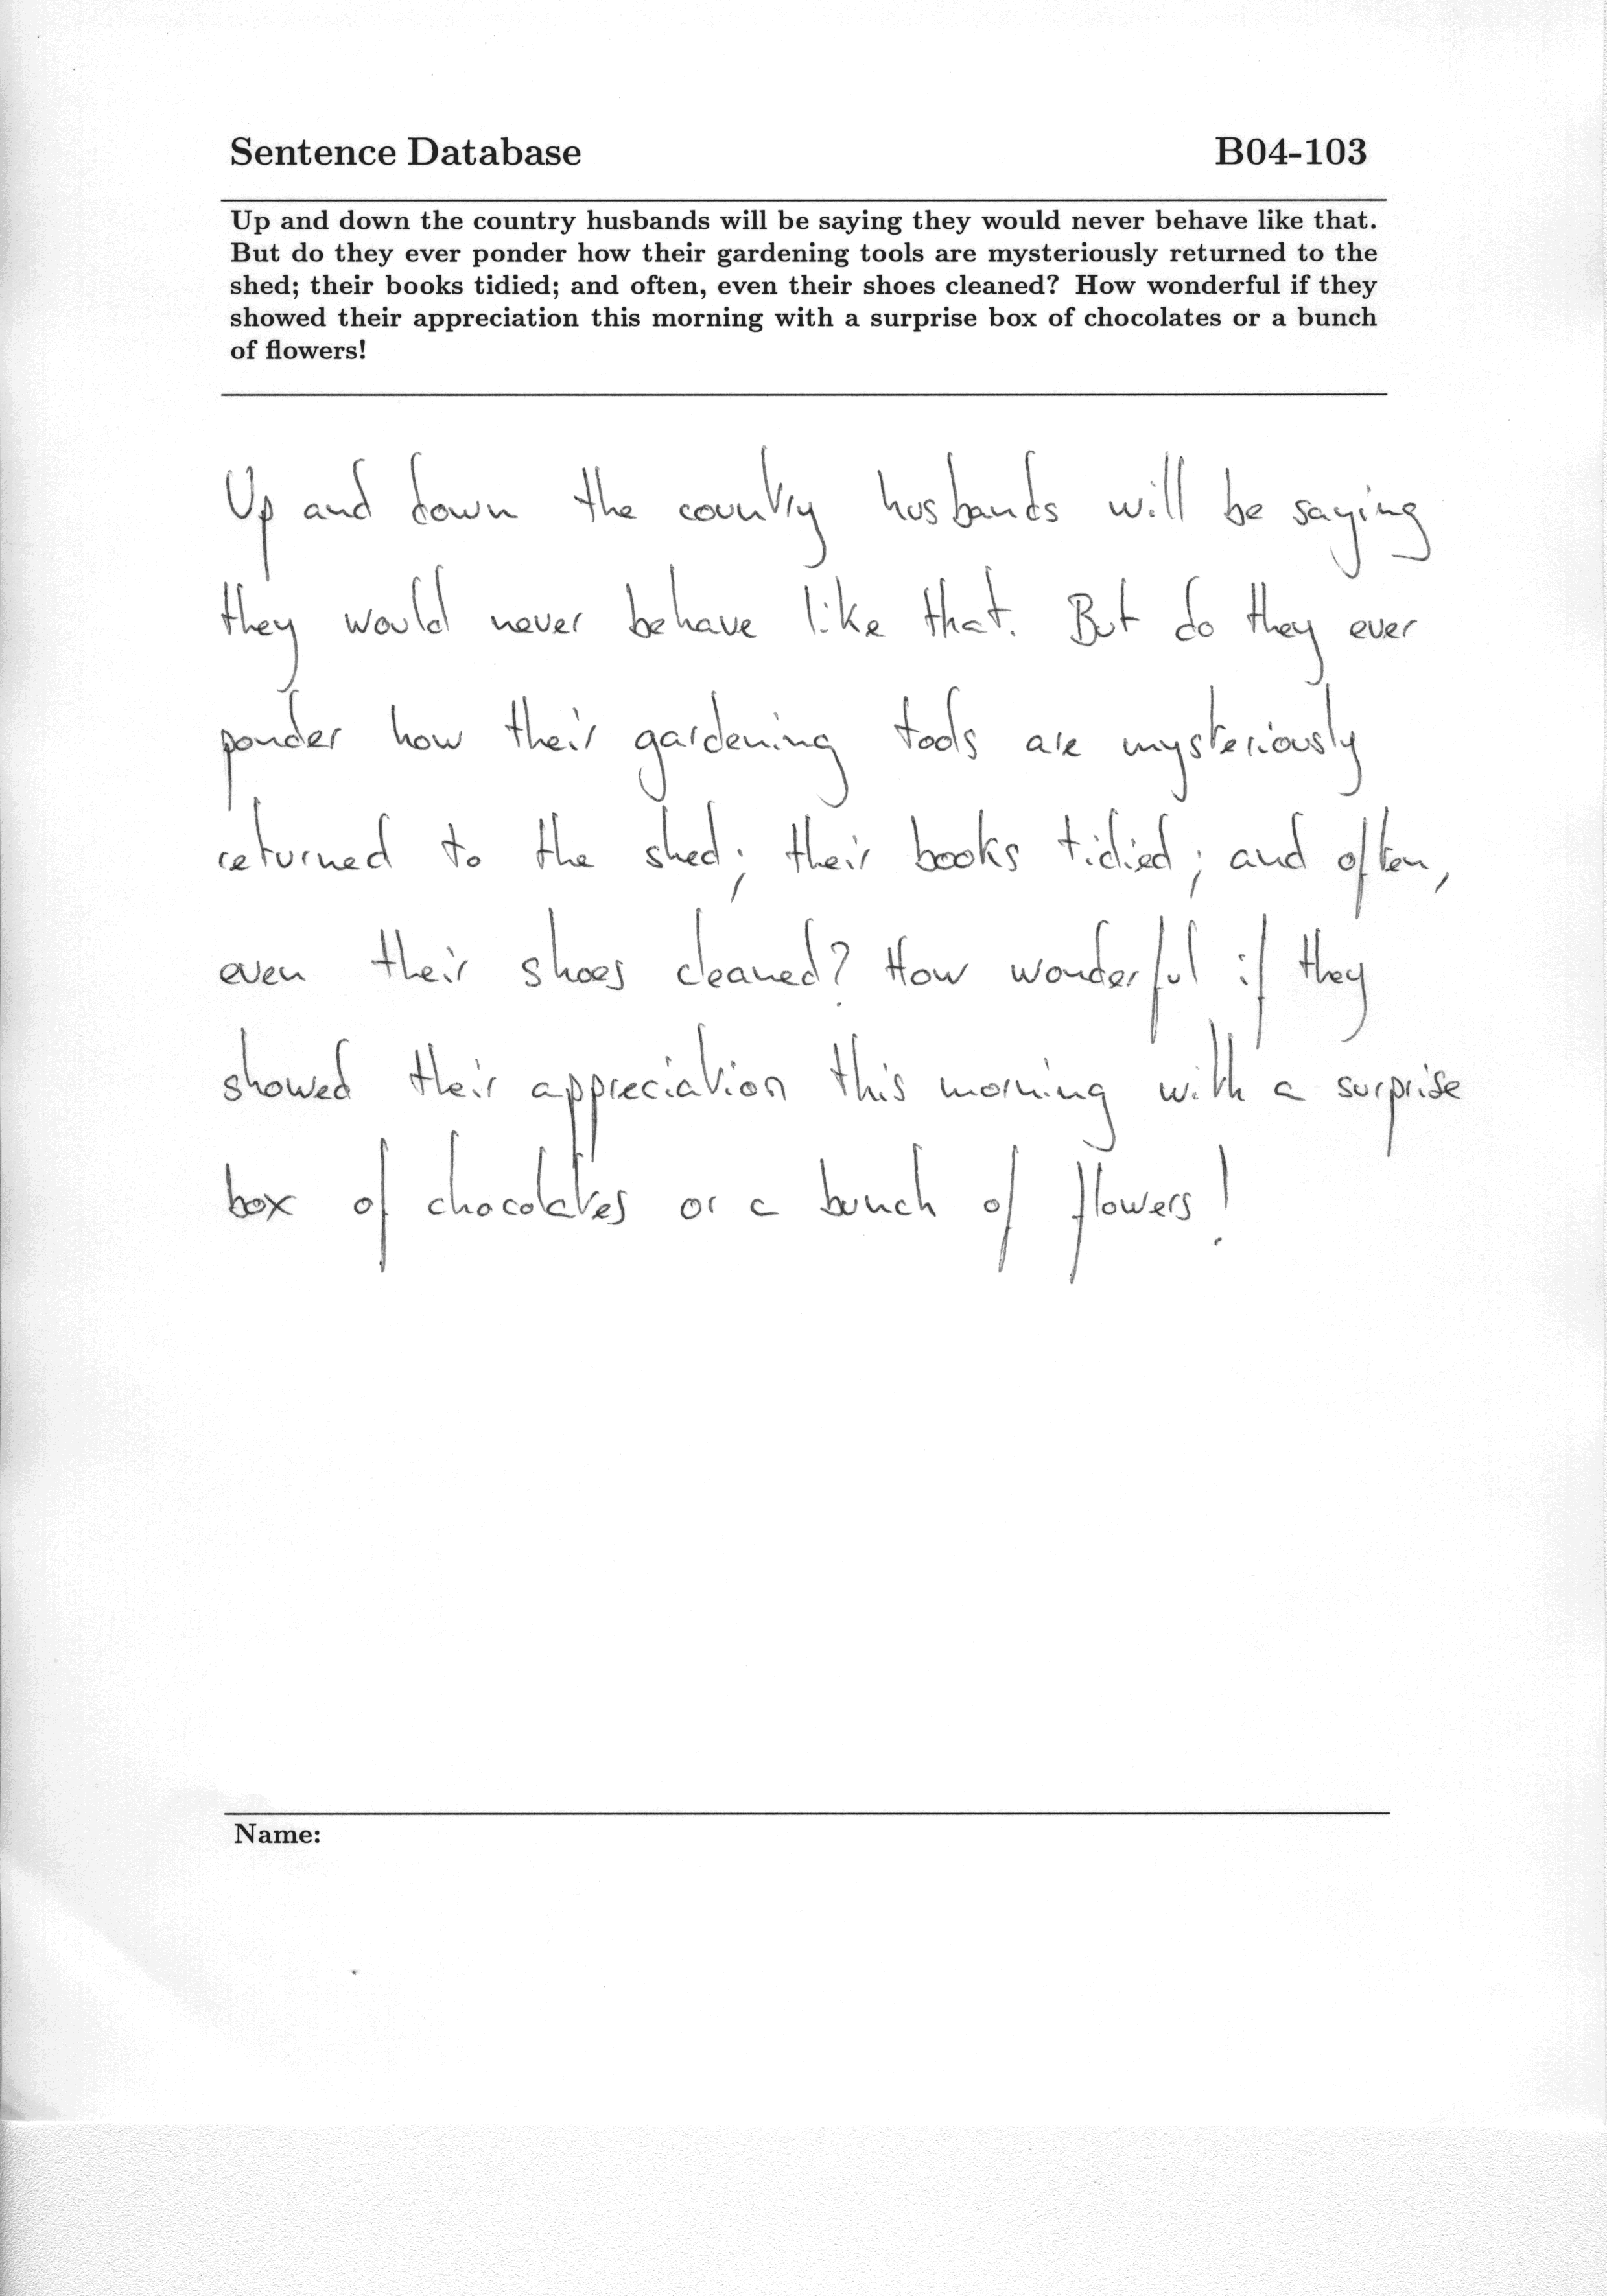 Sentence Database B04-103
Up and down the country husbands will be saying they would never behave like that.
But do they ever ponder how their gardening tools are mysteriously returned to the
shed; their books tidied; and often, even their shoes cleaned? How wonderful if they
showed their appreciation this morning with a surprise box of chocolates or a bunch
of flowers!
Up and down the country husbands will be saying
they would never behave like that. But do they ever
ponder how their gardening tools are mysteriously
returned to the shed; their books tidied; and often,
even their shoes cleaned? How wonderful if they
showed their appreciation this morning with a surprise
box of chocolates or a bunch of flowers!
Name: